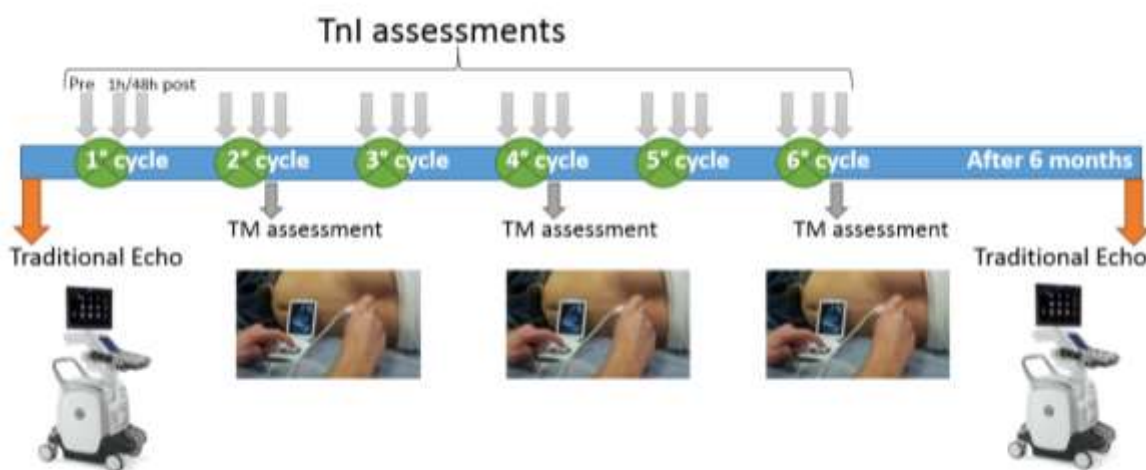 TnI assessments
Pre 1h/48h post
1° cycle 2° cycle 3° cycle 4° cycle 5° cycle 6° cycle After 6 months
TM assessment TM assessment TM assessment
Traditional Echo Traditional Echo